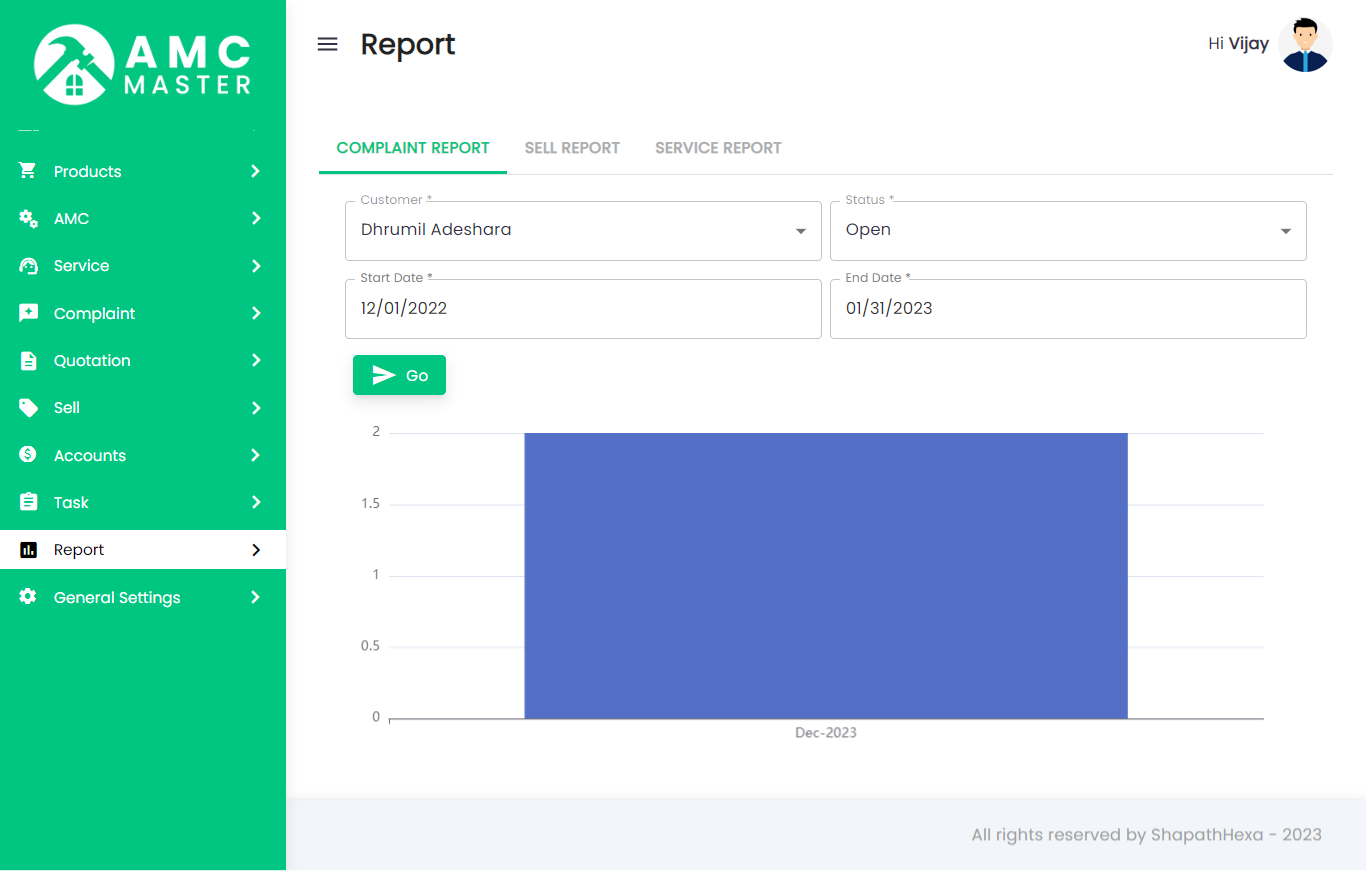 AMC
MASTER
Products
AMC
Service
Complaint
Quotation
Sell
Accounts
Task
Report
General Settings
Report
Hi Vijay
COMPLAINT REPORT SELL REPORT SERVICE REPORT
Customer * Status *
Dhrumil Adeshara Open
Start Date * End Date *
12/01/2022 01/31/2023
Go
2
1.5
1
0.5
0
Dec-2023
All rights reserved by ShapathHexa - 2023